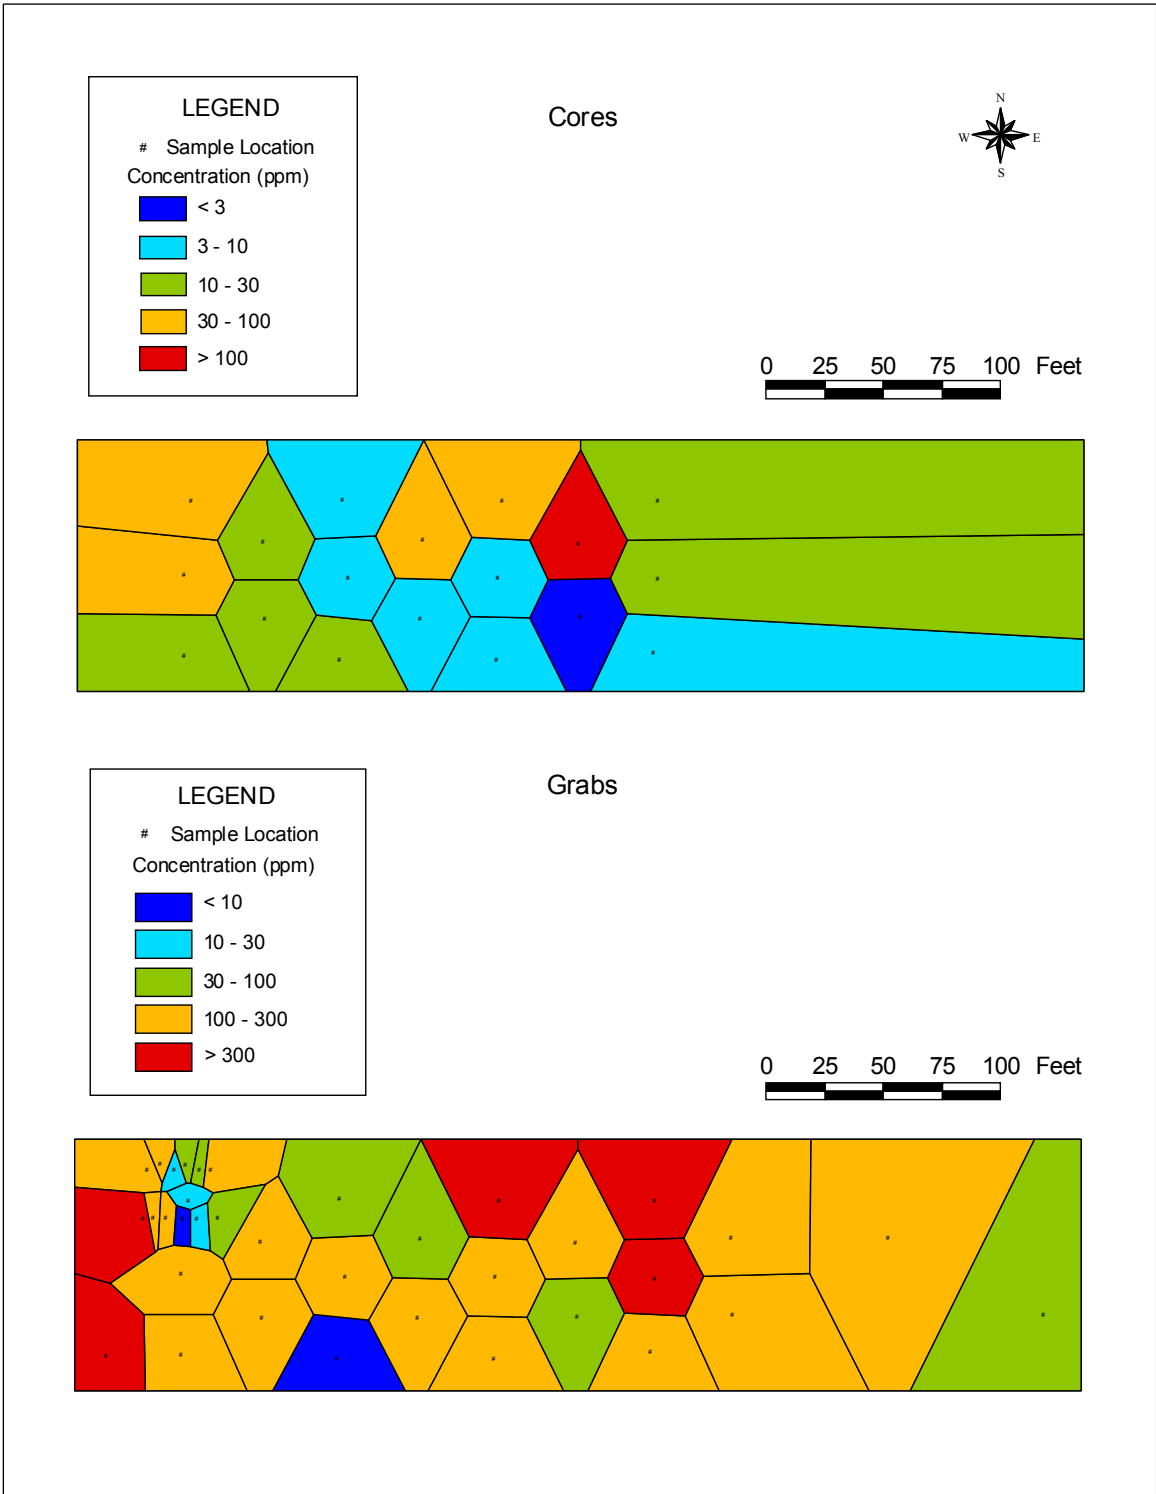 LEGEND
# Sample Location
Concentration (ppm)
< 3
3 - 10
10 - 30
30 - 100
> 100
Cores
N
W E
S
0 25 50 75 100 Feet
LEGEND
# Sample Location
Concentration (ppm)
< 10
10 - 30
30 - 100
100 - 300
> 300
Grabs
0 25 50 75 100 Feet